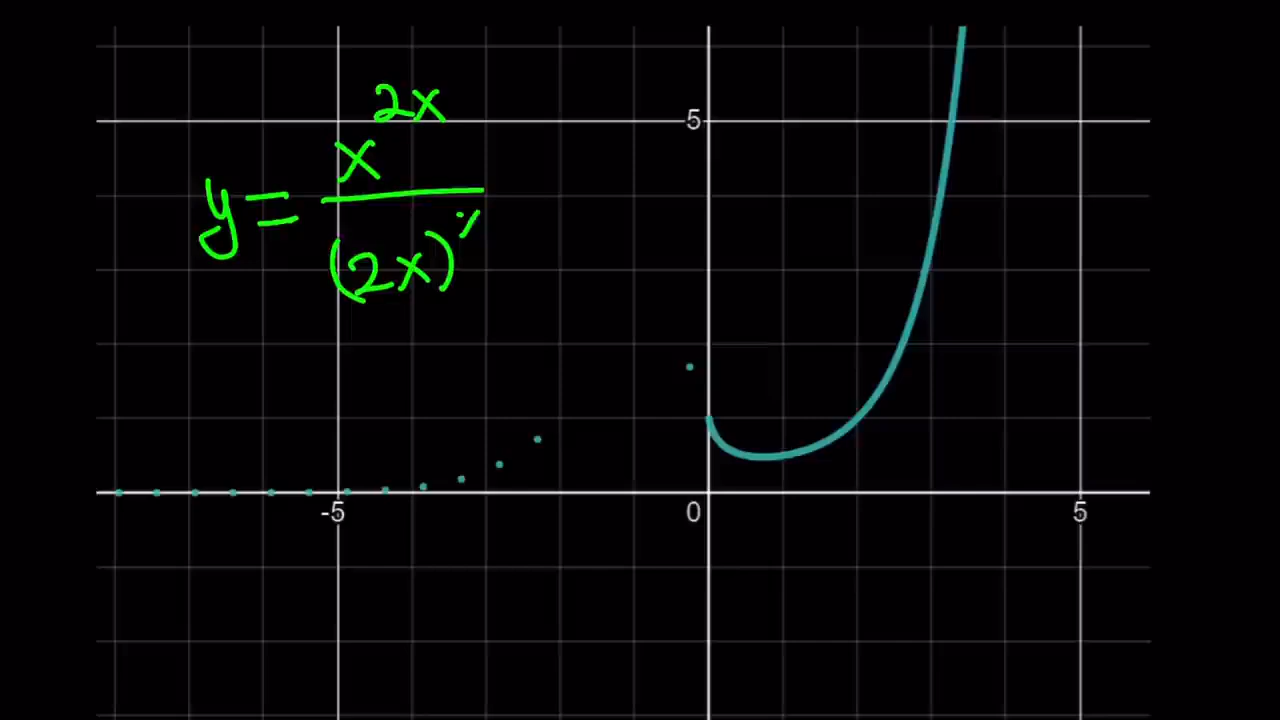 5
y = x^{2x} / (2x)^x
-5 0 5